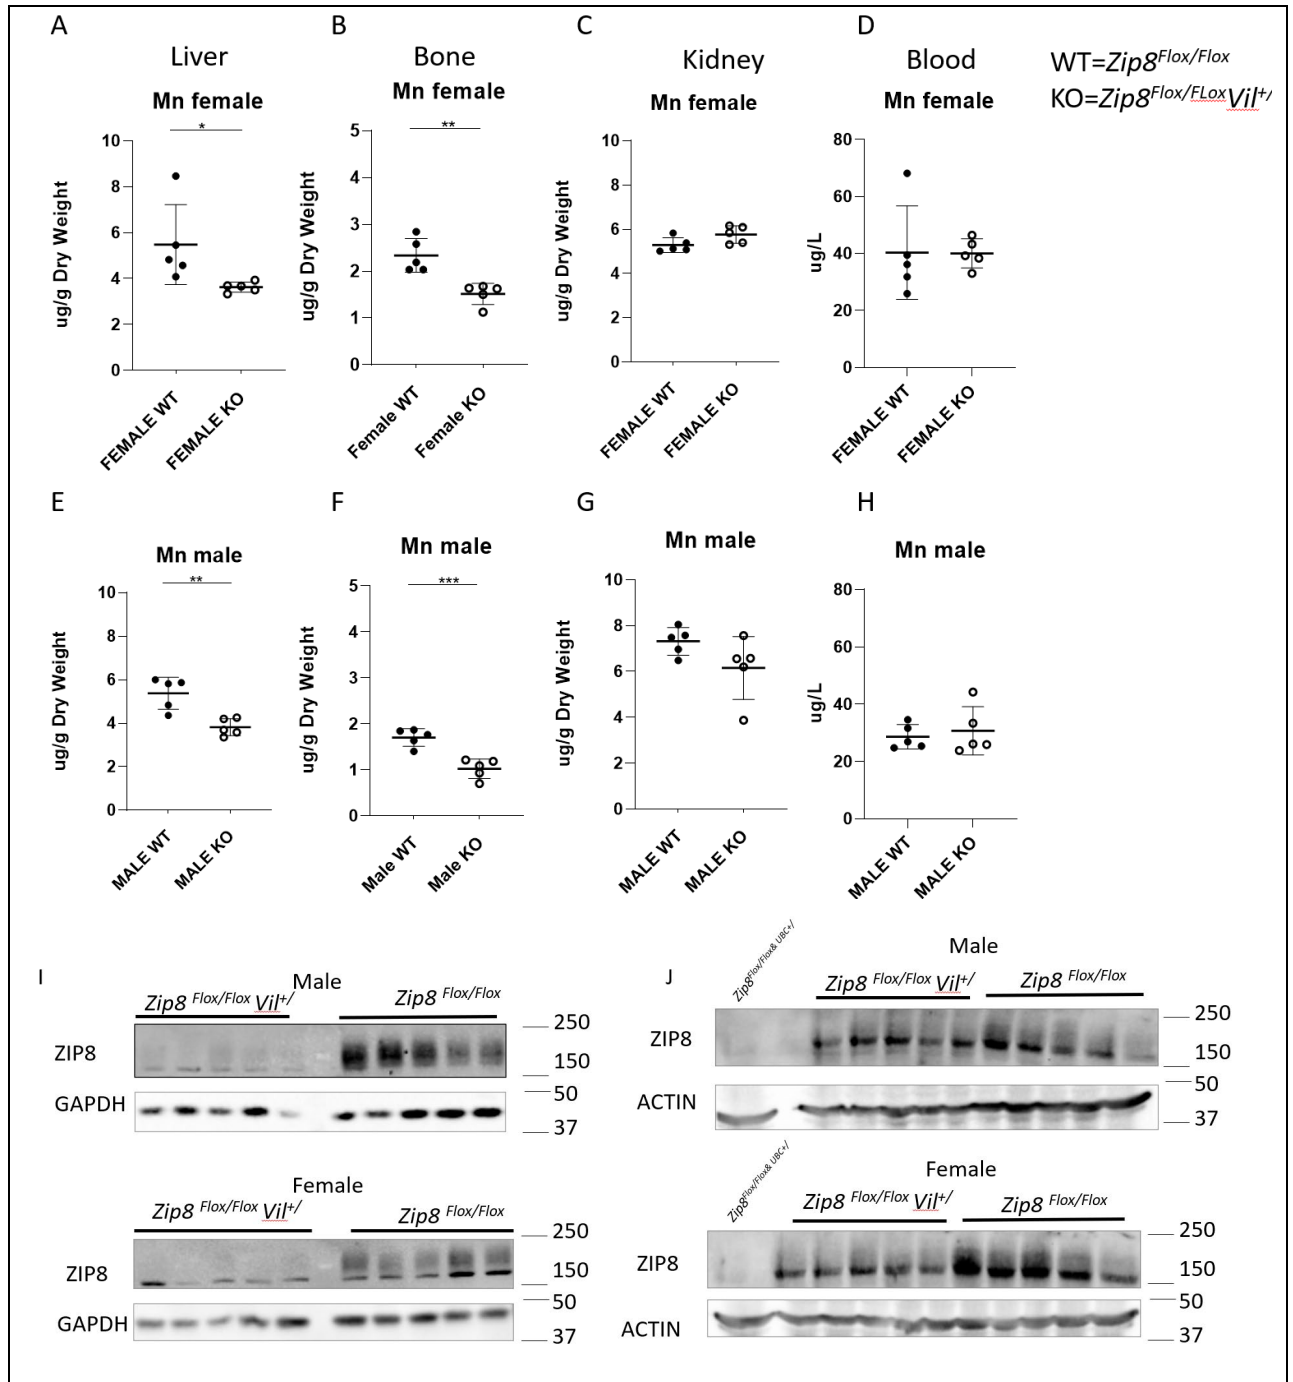 A
B
C
D
Liver
Bone
Kidney
Blood
WT=Zip8Flox/Flox
KO=Zip8Flox/FLoxVil+/
Mn female
Mn female
Mn female
Mn female
*
**
ug/g Dry Weight
10
8
6
4
2
0
FEMALE WT
FEMALE KO
ug/g Dry Weight
5
4
3
2
1
0
Female WT
Female KO
ug/g Dry Weight
10
8
6
4
2
0
FEMALE WT
FEMALE KO
ug/L
80
60
40
20
0
FEMALE WT
FEMALE KO
E
F
G
H
Mn male
Mn male
Mn male
Mn male
**
***
ug/g Dry Weight
10
8
6
4
2
0
MALE WT
MALE KO
ug/g Dry Weight
5
4
3
2
1
0
Male WT
Male KO
ug/g Dry Weight
10
8
6
4
2
0
MALE WT
MALE KO
ug/L
80
60
40
20
0
MALE WT
MALE KO
I
Male
Zip8 Flox/Flox Vil+/
Zip8 Flox/Flox
ZIP8
250
150
GAPDH
50
37
Female
Zip8 Flox/Flox Vil+/
Zip8 Flox/Flox
ZIP8
250
150
GAPDH
50
37
J
Male
Zip8Flox/Flox& UBC+/
Zip8 Flox/Flox Vil+/
Zip8 Flox/Flox
ZIP8
250
150
ACTIN
50
37
Female
Zip8Flox/Flox& UBC+/
Zip8 Flox/Flox Vil+/
Zip8 Flox/Flox
ZIP8
250
150
ACTIN
50
37